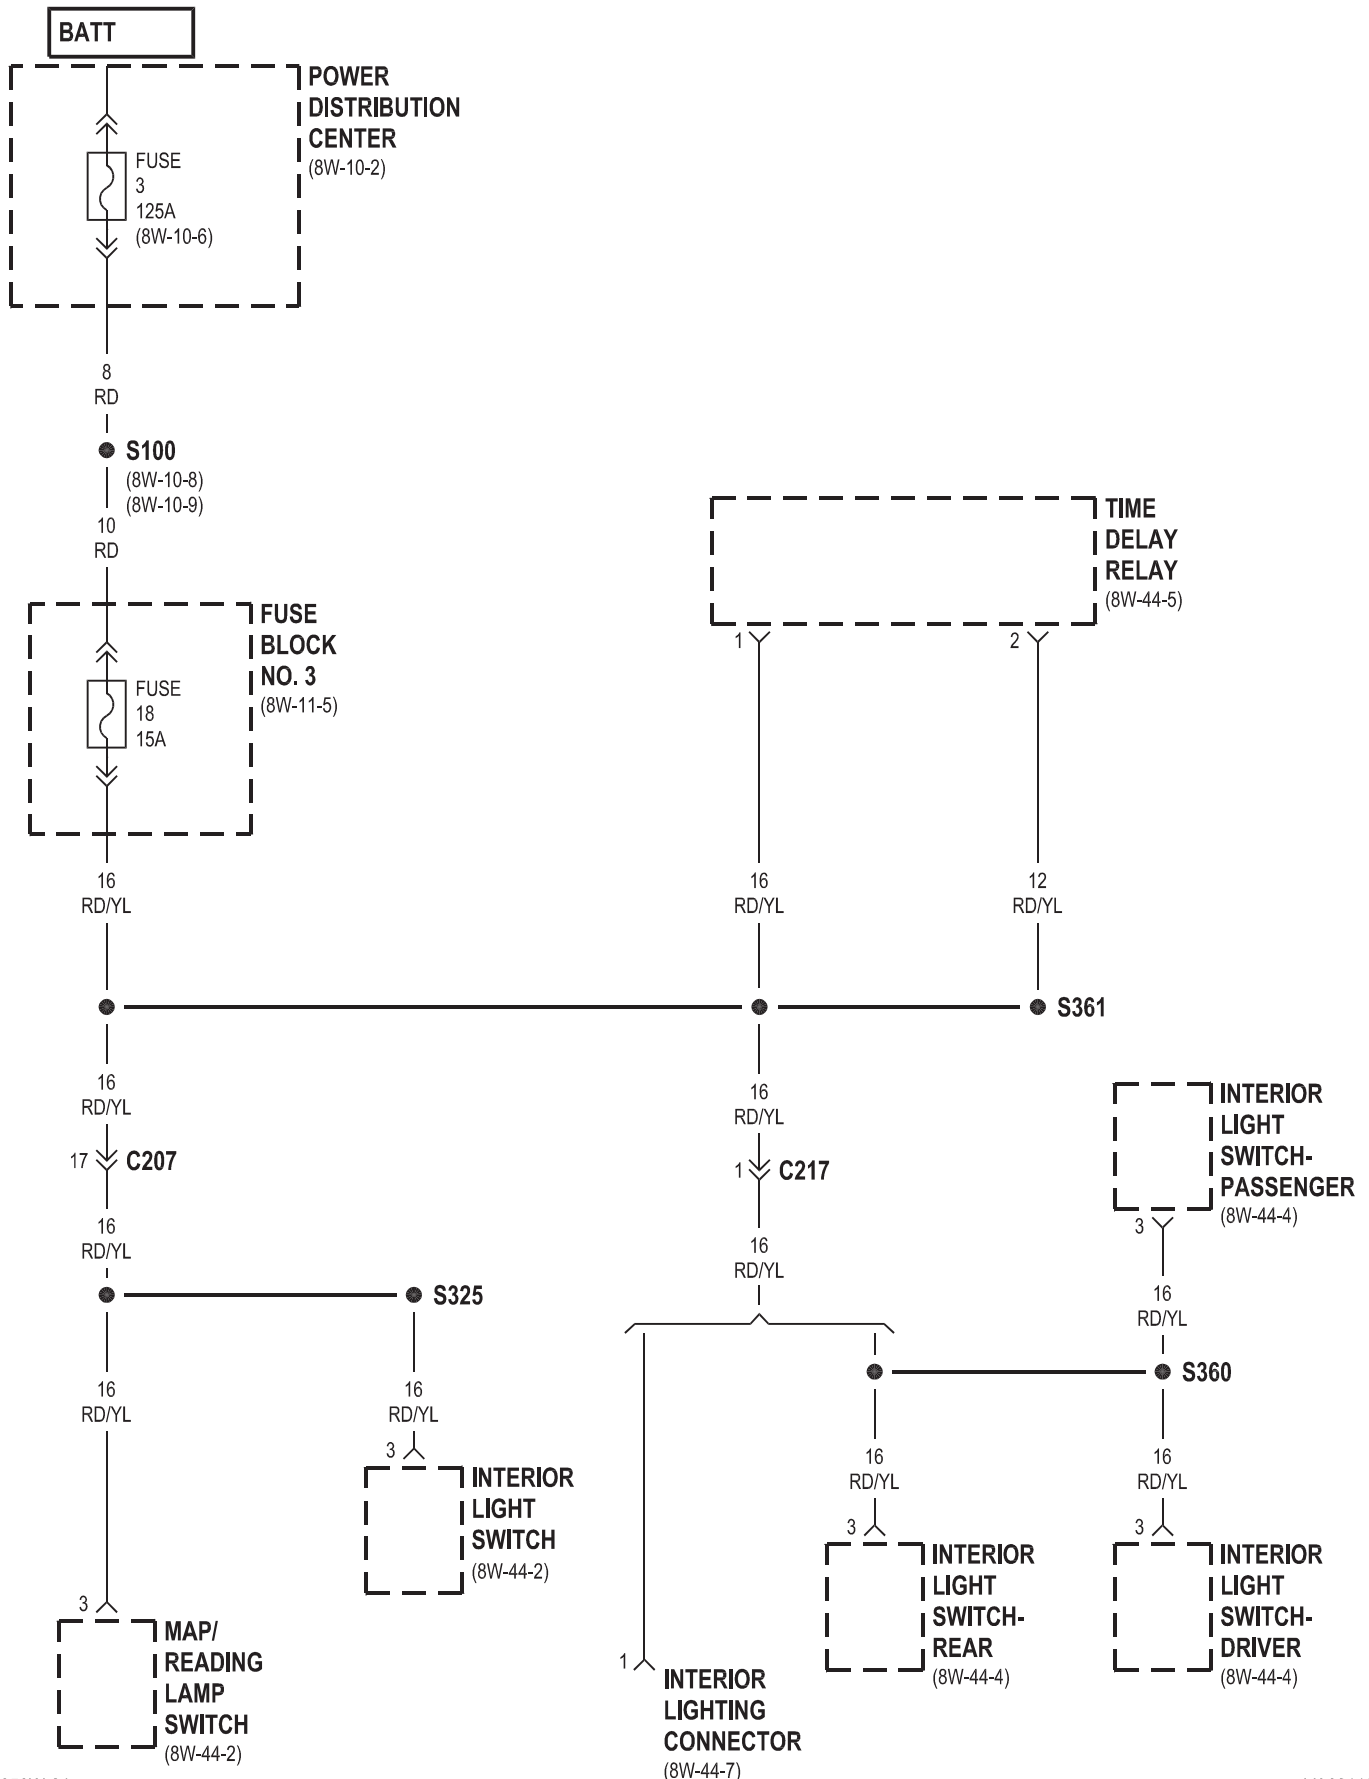 BATT
POWER
DISTRIBUTION
CENTER
(8W-10-2)
FUSE
3
125A
(8W-10-6)
8
RD
S100
(8W-10-8)
(8W-10-9)
10
RD
FUSE
BLOCK
NO. 3
(8W-11-5)
FUSE
18
15A
16
RD/YL
TIME
DELAY
RELAY
(8W-44-5)
1
2
16
RD/YL
12
RD/YL
S361
16
RD/YL
17
C207
16
RD/YL
S325
16
RD/YL
16
RD/YL
3
INTERIOR
LIGHT
SWITCH
(8W-44-2)
3
MAP/
READING
LAMP
SWITCH
(8W-44-2)
16
RD/YL
1
C217
16
RD/YL
INTERIOR
LIGHT
SWITCH-
PASSENGER
(8W-44-4)
3
16
RD/YL
S360
16
RD/YL
16
RD/YL
3
INTERIOR
LIGHT
SWITCH-
REAR
(8W-44-4)
3
INTERIOR
LIGHT
SWITCH-
DRIVER
(8W-44-4)
1
INTERIOR
LIGHTING
CONNECTOR
(8W-44-7)